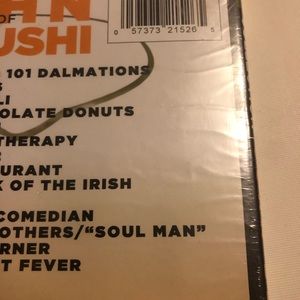 HN
OF
USHI
0 57373 21526 5
101 DALMATIONS
S
LI
OLATE DONUTS
THERAPY
S
URANT
K OF THE IRISH
COMEDIAN
OTHERS/“SOUL MAN”
RNER
T FEVER